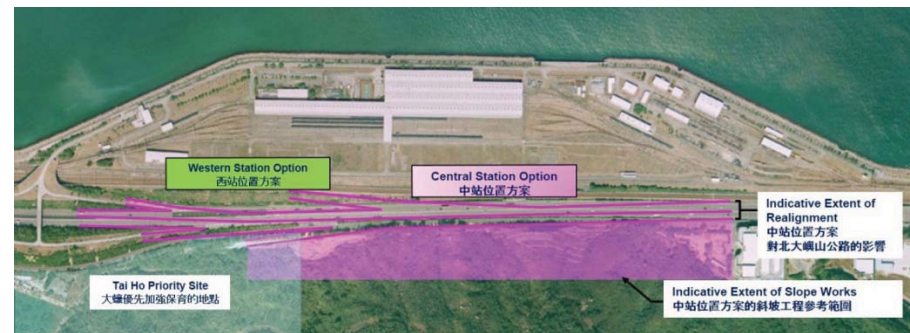 Western Station Option
西站位置方案
Central Station Option
中站位置方案
Indicative Extent of
Realignment
中站位置方案
對北大嶼山公路的影響
Tai Ho Priority Site
大蠔優先加強保育的地點
Indicative Extent of Slope Works
中站位置方案的斜坡工程參考範圍